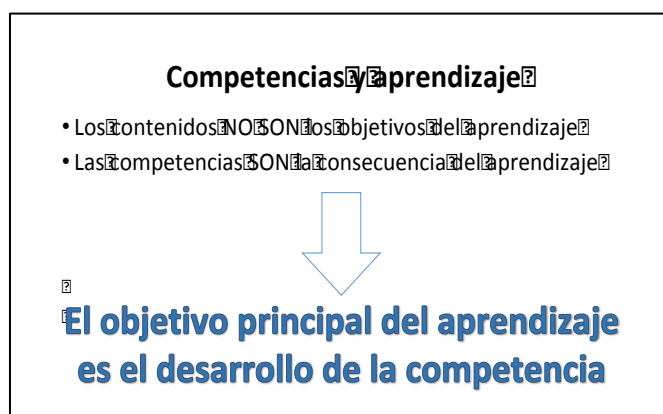 Competencias y aprendizaje
• Los contenidos NO SON los objetivos del aprendizaje
• Las competencias SON la consecuencia del aprendizaje
El objetivo principal del aprendizaje
es el desarrollo de la competencia